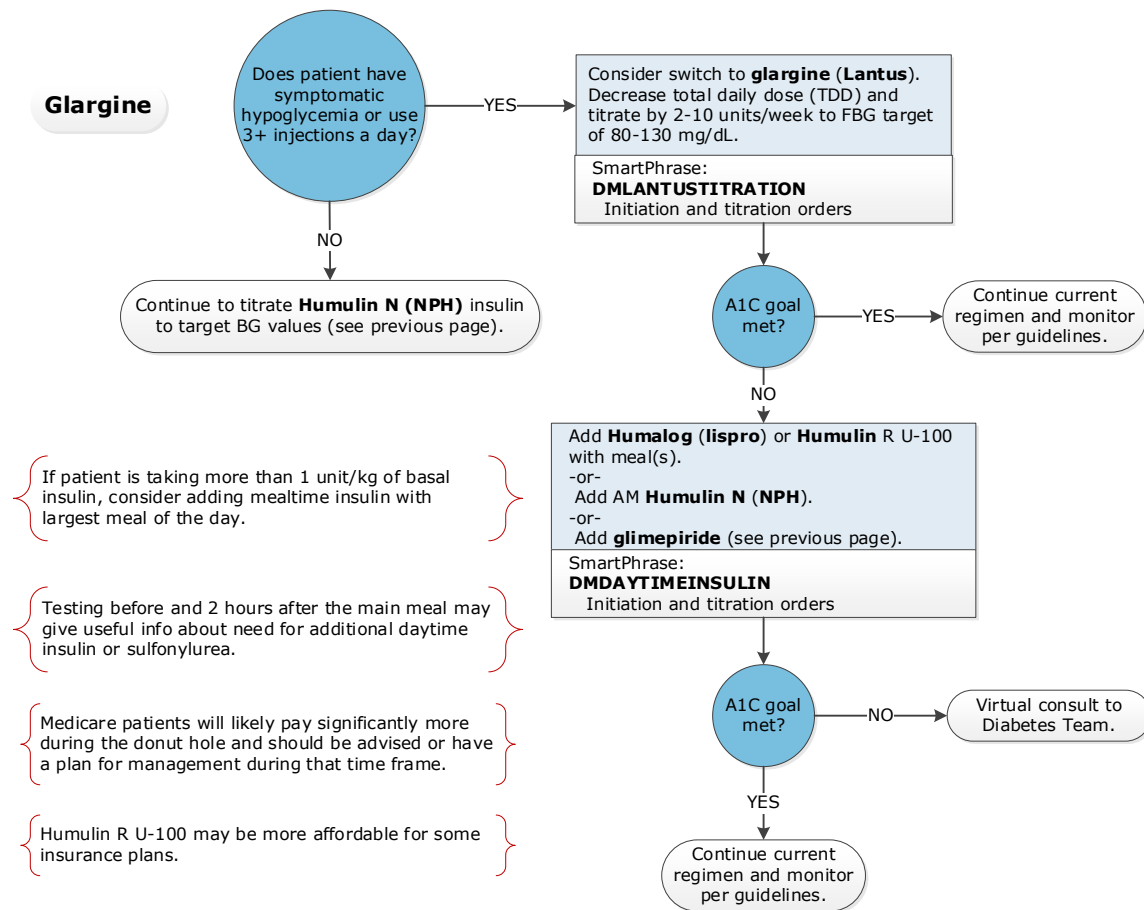 Glargine
Does patient have
symptomatic
hypoglycemia or use
3+ injections a day?
YES
Consider switch to glargine (Lantus).
Decrease total daily dose (TDD) and
titrate by 2-10 units/week to FBG target
of 80-130 mg/dL.
SmartPhrase:
DMLANTUSTITRATION
Initiation and titration orders
NO
Continue to titrate Humulin N (NPH) insulin
to target BG values (see previous page).
A1C goal
met?
YES
Continue current
regimen and monitor
per guidelines.
NO
Add Humalog (lispro) or Humulin R U-100
with meal(s).
-or-
Add AM Humulin N (NPH).
-or-
Add glimepiride (see previous page).
SmartPhrase:
DMDAYTIMEINSULIN
Initiation and titration orders
If patient is taking more than 1 unit/kg of basal
insulin, consider adding mealtime insulin with
largest meal of the day.
Testing before and 2 hours after the main meal may
give useful info about need for additional daytime
insulin or sulfonylurea.
Medicare patients will likely pay significantly more
during the donut hole and should be advised or have
a plan for management during that time frame.
Humulin R U-100 may be more affordable for some
insurance plans.
A1C goal
met?
NO
Virtual consult to
Diabetes Team.
YES
Continue current
regimen and monitor
per guidelines.